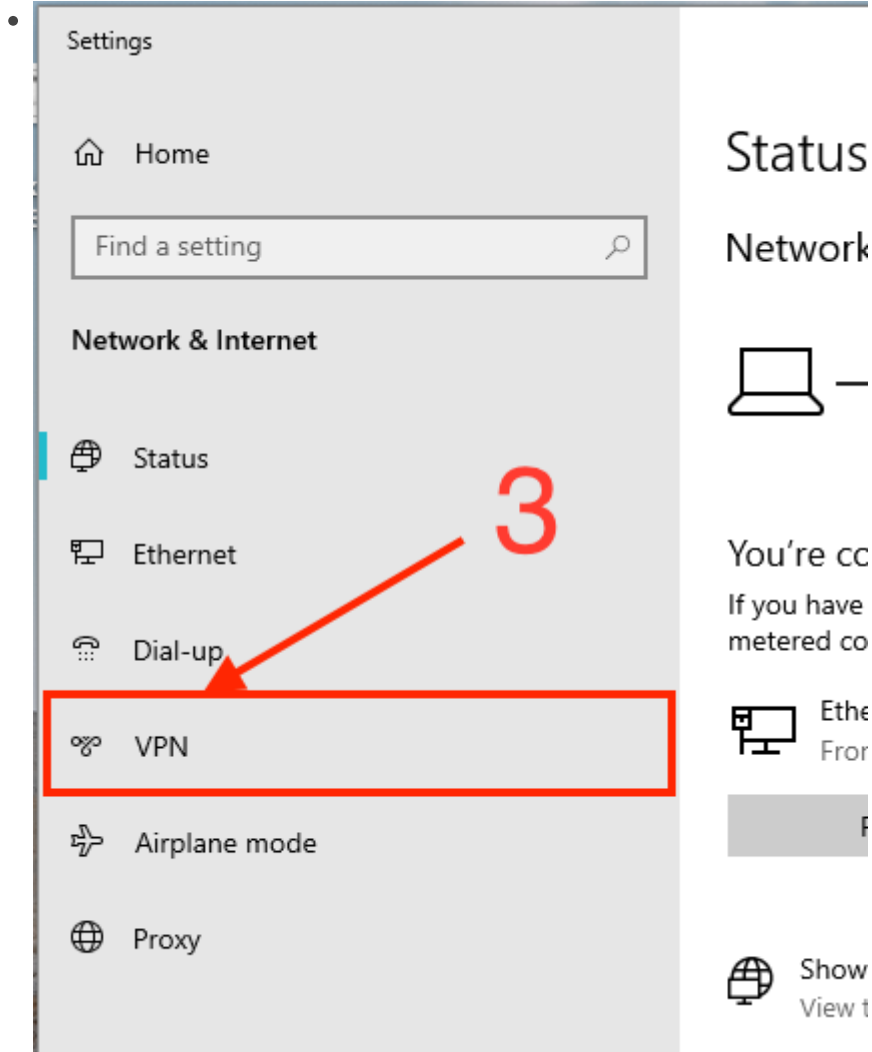 Settings
Home
Find a setting
Network & Internet
Status
Ethernet
Dial-up
VPN
Airplane mode
Proxy
3
Status
Network
You're co
If you have
metered co
Ethe
Fror
Show
View t